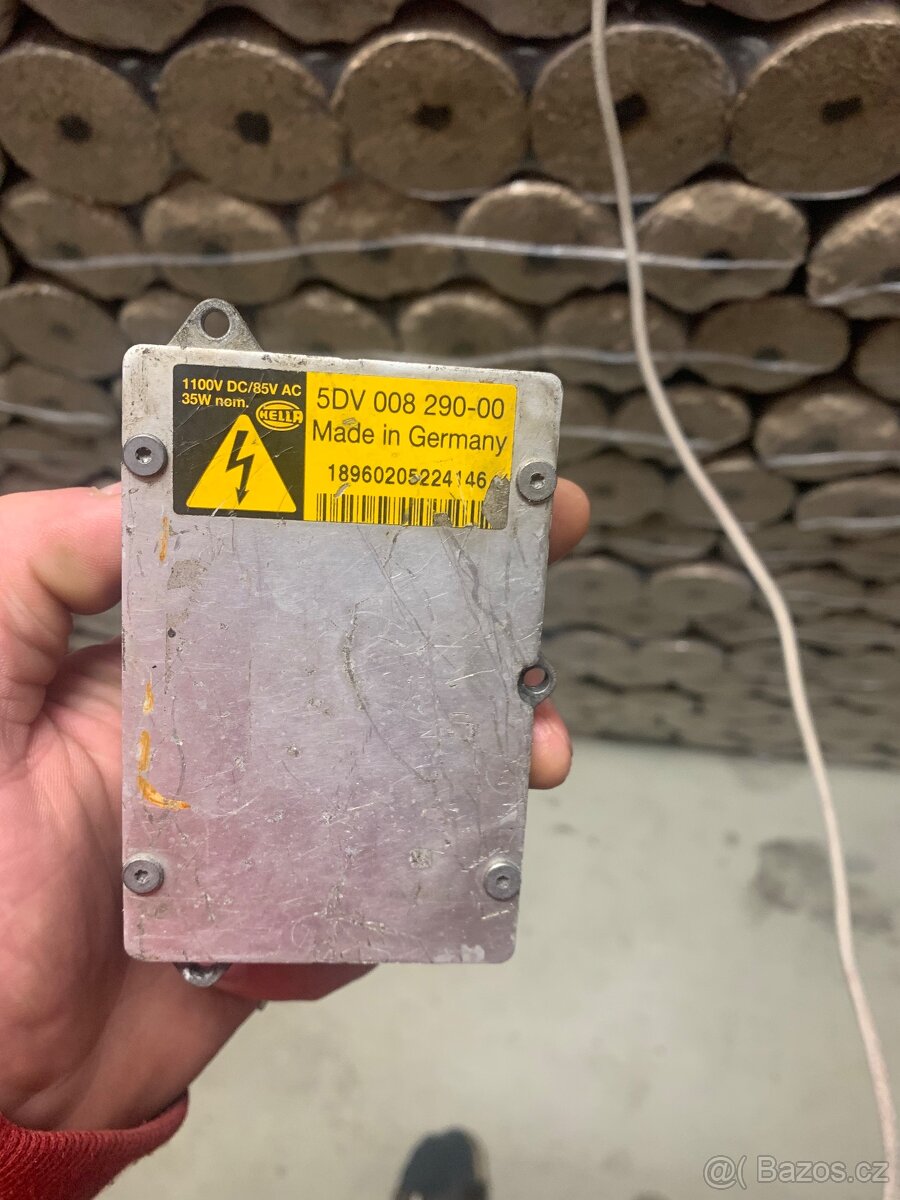 1100V DC/85V AC
35W nom.
HELLA
5DV 008 290-00
Made in Germany
18960205224146
@( Bazos.cz